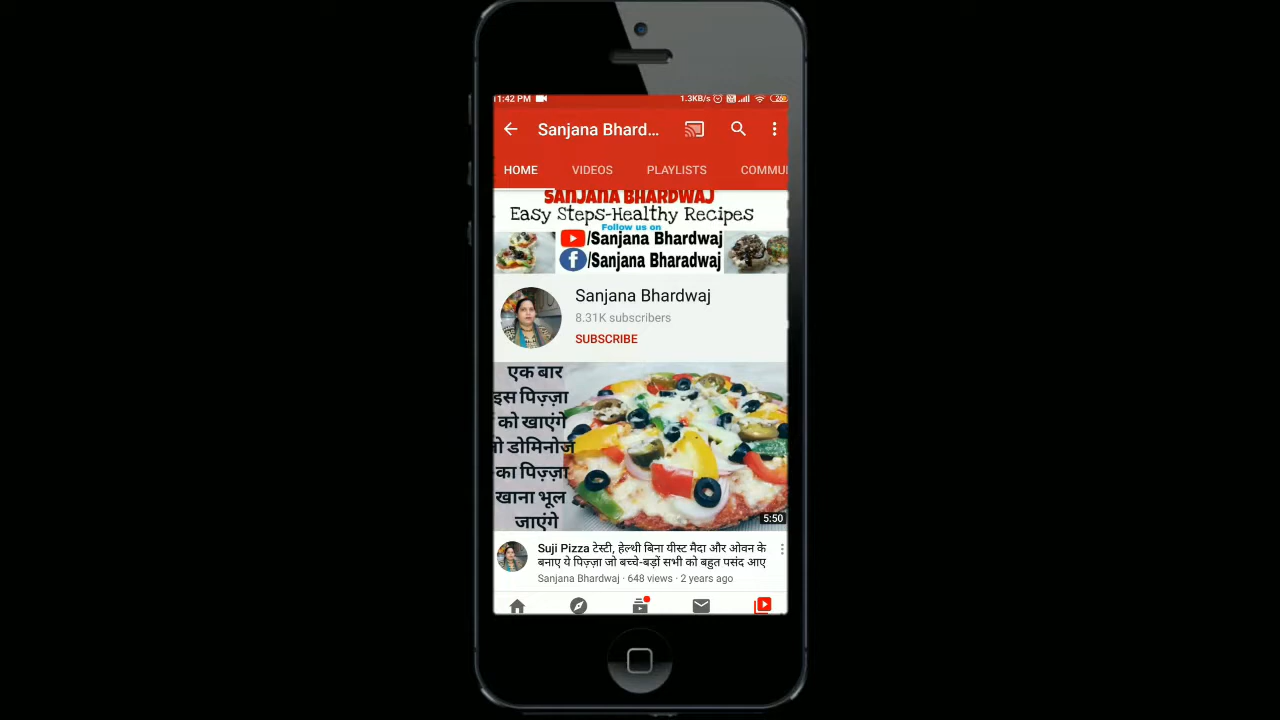 11:42 PM 1.3KB/s 26
Sanjana Bhard...
HOME VIDEOS PLAYLISTS COMMU
SANJANA BHARDWAJ
Easy Steps-Healthy Recipes
Follow us on
/Sanjana Bhardwaj
/Sanjana Bharadwaj
Sanjana Bhardwaj
8.31K subscribers
SUBSCRIBE
एक बार
इस पिज़्ज़ा
को खाएंगे
तो डोमिनोज
का पिज़्ज़ा
खाना भूल
जाएंगे
5:50
Suji Pizza टेस्टी, हेल्थी बिना यीस्ट मैदा और ओवन के
बनाए ये पिज़्ज़ा जो बच्चे-बड़ों सभी को बहुत पसंद आए
Sanjana Bhardwaj · 648 views · 2 years ago